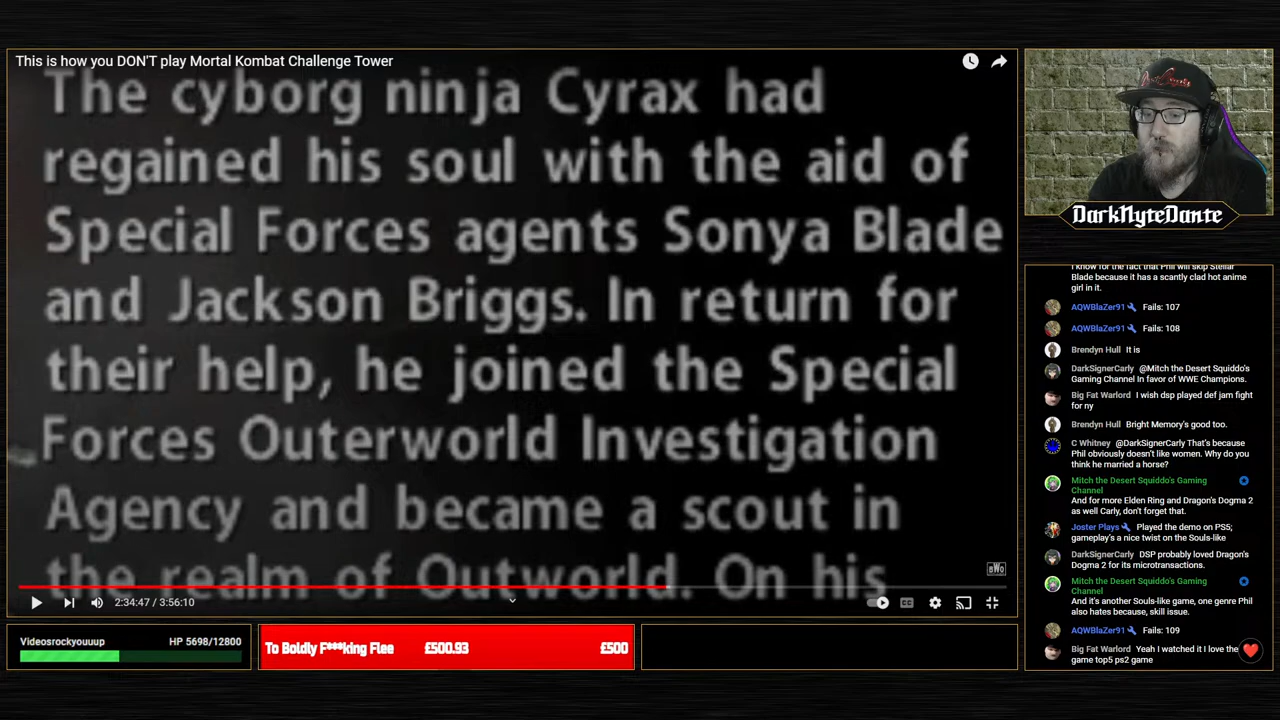 This is how you DON'T play Mortal Kombat Challenge Tower
The cyborg ninja Cyrax had
regained his soul with the aid of
Special Forces agents Sonya Blade
and Jackson Briggs. In return for
their help, he joined the Special
Forces Outerworld Investigation
Agency and became a scout in
the realm of Outworld. On his
BWO
2:34:47 / 3:56:10
Videosrockyouuup HP 5698/12800
To Boldly F***king Flee £500.93 £500
DarkNyteDante
I know for the fact that Phil will skip Stellar
Blade because it has a scantly clad hot anime
girl in it.
AQWBlaZer91 Fails: 107
AQWBlaZer91 Fails: 108
Brendyn Hull It is
DarkSignerCarly @Mitch the Desert Squiddo's
Gaming Channel In favor of WWE Champions.
Big Fat Warlord I wish dsp played def jam fight
for ny
Brendyn Hull Bright Memory's good too.
C Whitney @DarkSignerCarly That's because
Phil obviously doesn't like women. Why do you
think he married a horse?
Mitch the Desert Squiddo's Gaming
Channel
And for more Elden Ring and Dragon's Dogma 2
as well Carly, don't forget that.
Joster Plays Played the demo on PS5;
gameplay's a nice twist on the Souls-like
DarkSignerCarly DSP probably loved Dragon's
Dogma 2 for its microtransactions.
Mitch the Desert Squiddo's Gaming
Channel
And it's another Souls-like game, one genre Phil
also hates because, skill issue.
AQWBlaZer91 Fails: 109
Big Fat Warlord Yeah I watched it I love the
game top5 ps2 game